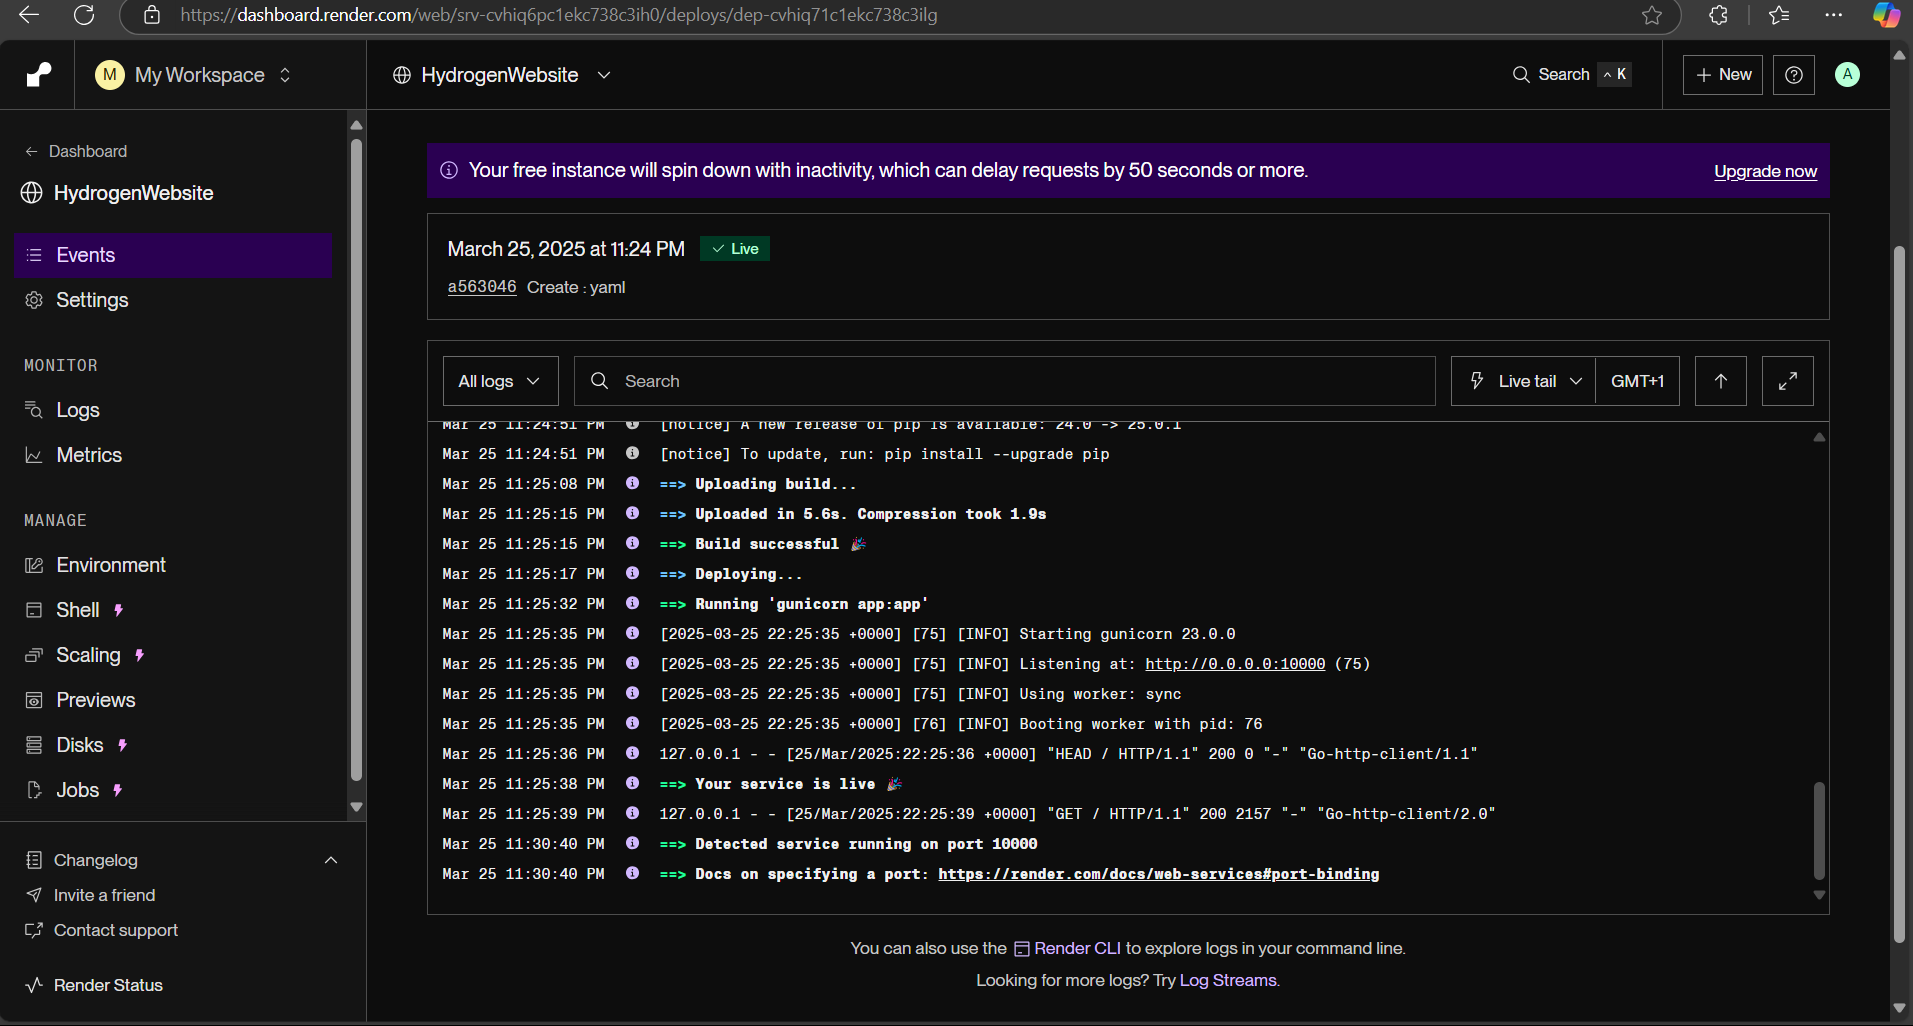 https://dashboard.render.com/web/srv-cvhiq6pc1ekc738c3ih0/deploys/dep-cvhiq71c1ekc738c3ilg
M My Workspace
HydrogenWebsite
Search ^ K
+ New
A
Dashboard
HydrogenWebsite
Events
Settings
MONITOR
Logs
Metrics
MANAGE
Environment
Shell
Scaling
Previews
Disks
Jobs
Changelog
Invite a friend
Contact support
Render Status
Your free instance will spin down with inactivity, which can delay requests by 50 seconds or more.
Upgrade now
March 25, 2025 at 11:24 PM Live
a563046 Create : yaml
All logs
Search
Live tail
GMT+1
Mar 25 11:24:51 PM [notice] A new release of pip is available: 24.0 -> 25.0.1
Mar 25 11:24:51 PM [notice] To update, run: pip install --upgrade pip
Mar 25 11:25:08 PM ==> Uploading build...
Mar 25 11:25:15 PM ==> Uploaded in 5.6s. Compression took 1.9s
Mar 25 11:25:15 PM ==> Build successful 🎉
Mar 25 11:25:17 PM ==> Deploying...
Mar 25 11:25:32 PM ==> Running 'gunicorn app:app'
Mar 25 11:25:35 PM [2025-03-25 22:25:35 +0000] [75] [INFO] Starting gunicorn 23.0.0
Mar 25 11:25:35 PM [2025-03-25 22:25:35 +0000] [75] [INFO] Listening at: http://0.0.0.0:10000 (75)
Mar 25 11:25:35 PM [2025-03-25 22:25:35 +0000] [75] [INFO] Using worker: sync
Mar 25 11:25:35 PM [2025-03-25 22:25:35 +0000] [76] [INFO] Booting worker with pid: 76
Mar 25 11:25:36 PM 127.0.0.1 - - [25/Mar/2025:22:25:36 +0000] "HEAD / HTTP/1.1" 200 0 "-" "Go-http-client/1.1"
Mar 25 11:25:38 PM ==> Your service is live 🎉
Mar 25 11:25:39 PM 127.0.0.1 - - [25/Mar/2025:22:25:39 +0000] "GET / HTTP/1.1" 200 2157 "-" "Go-http-client/2.0"
Mar 25 11:30:40 PM ==> Detected service running on port 10000
Mar 25 11:30:40 PM ==> Docs on specifying a port: https://render.com/docs/web-services#port-binding
You can also use the Render CLI to explore logs in your command line.
Looking for more logs? Try Log Streams.